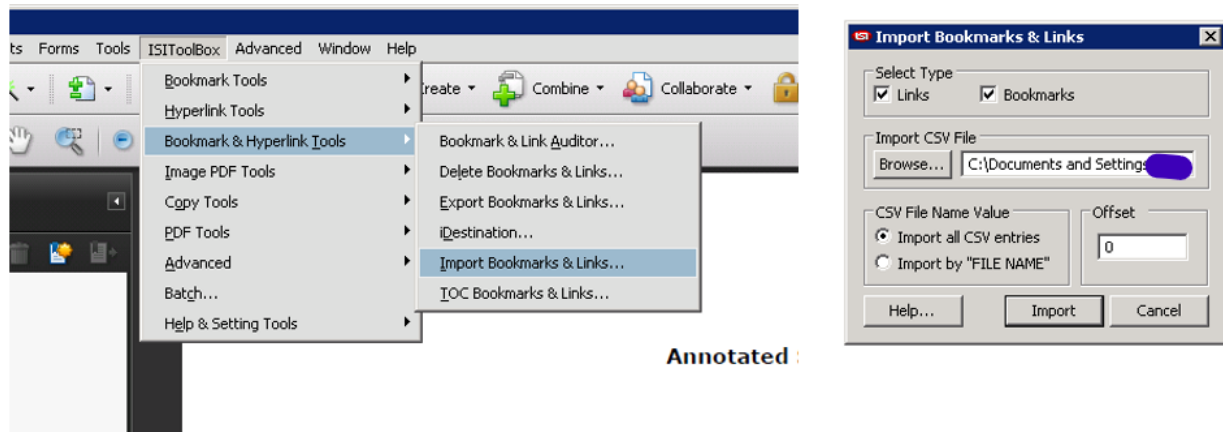 ts Forms Tools ISIToolBox Advanced Window Help
reate Combine Collaborate
Bookmark Tools
Hyperlink Tools
Bookmark & Hyperlink Tools
Image PDF Tools
Copy Tools
PDF Tools
Advanced
Batch...
Help & Setting Tools
Bookmark & Link Auditor...
Delete Bookmarks & Links...
Export Bookmarks & Links...
iDestination...
Import Bookmarks & Links...
TOC Bookmarks & Links...
Annotated
Import Bookmarks & Links
Select Type
Links Bookmarks
Import CSV File
Browse... C:\Documents and Settings
CSV File Name Value
Import all CSV entries
Import by "FILE NAME"
Offset
0
Help... Import Cancel